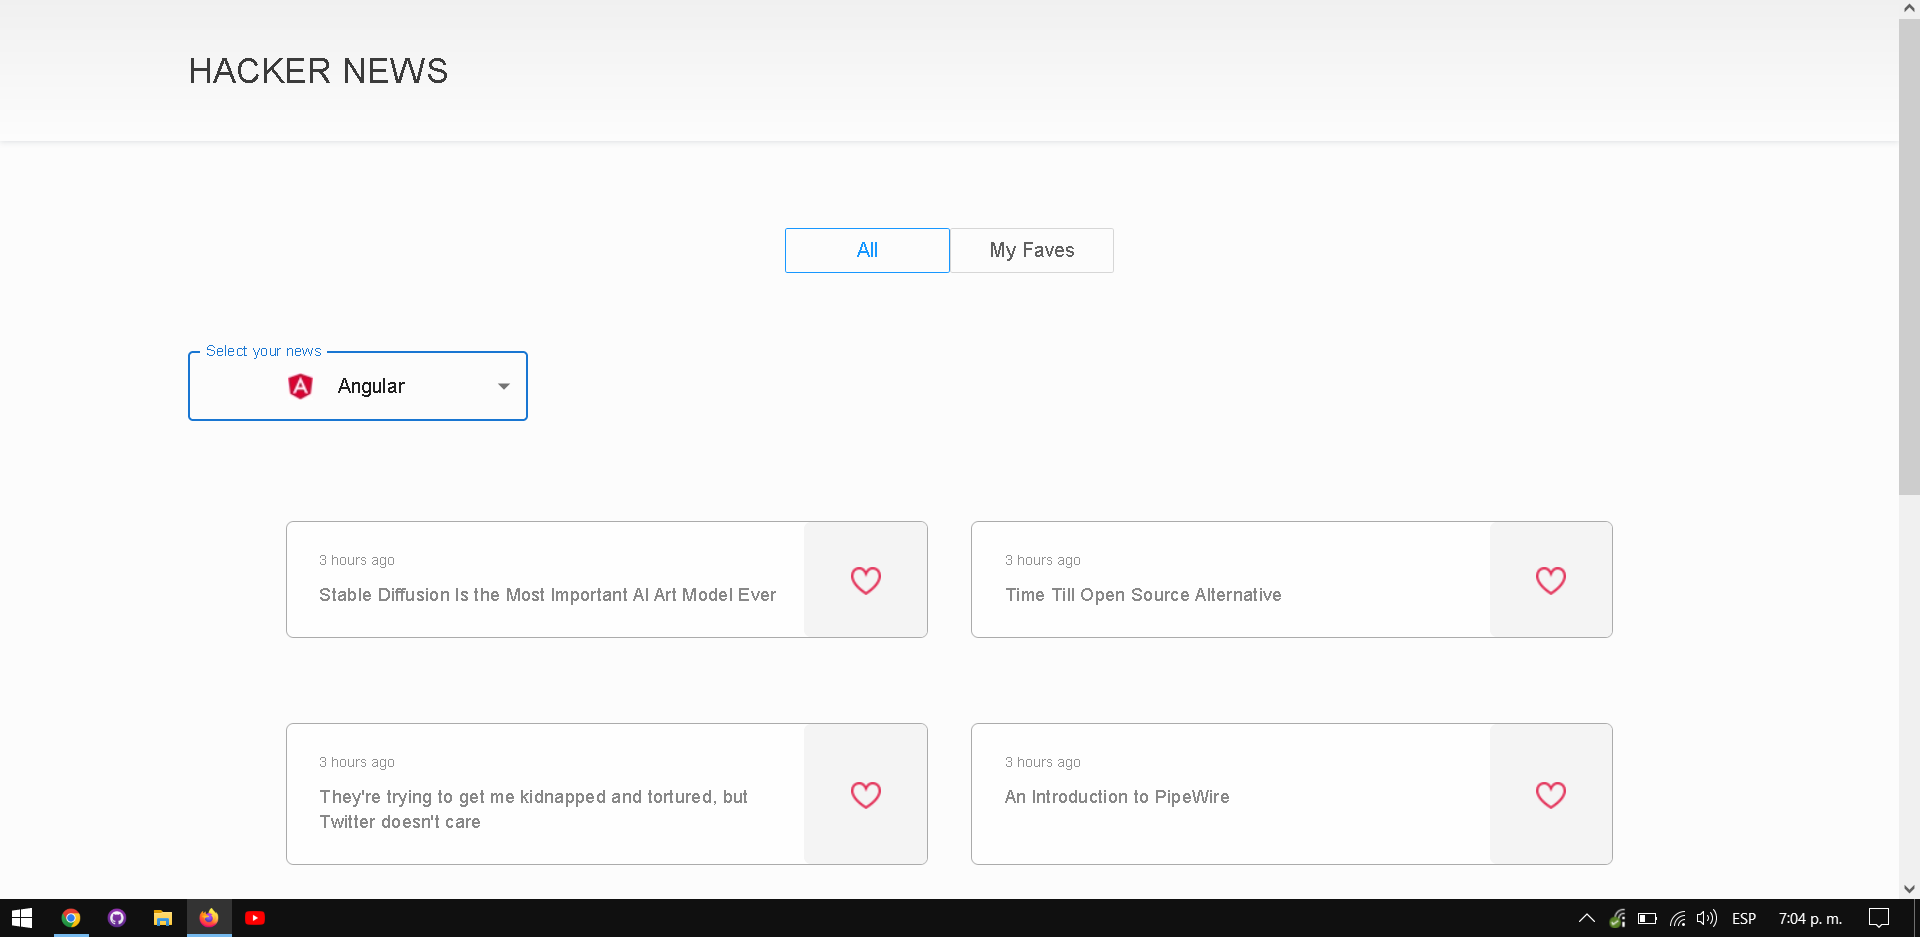 HACKER NEWS
All
My Faves
Select your news
Angular
3 hours ago
Stable Diffusion Is the Most Important AI Art Model Ever
3 hours ago
Time Till Open Source Alternative
3 hours ago
They're trying to get me kidnapped and tortured, but
Twitter doesn't care
3 hours ago
An Introduction to PipeWire
ESP
7:04 p. m.